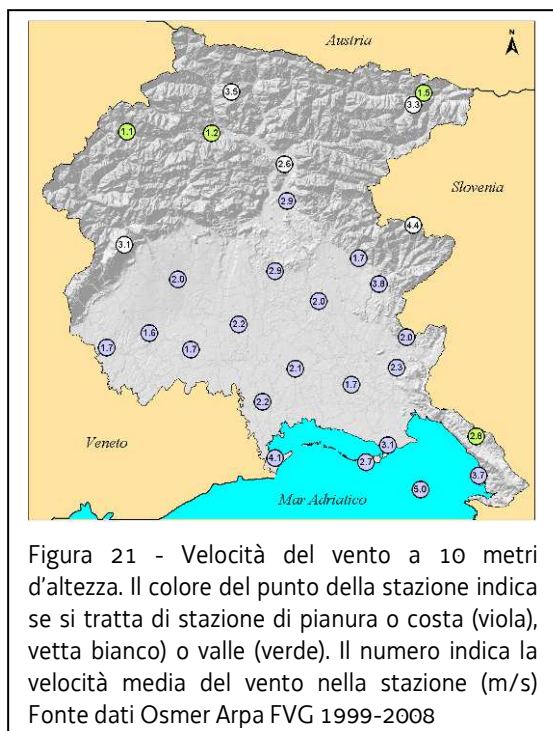 Austria
N
3.5
1.5
3.3
1.1
1.2
2.6
Slovenia
2.9
4.4
3.1
1.7
2.9
2.0
3.8
2.0
2.2
1.6
2.0
1.7
1.7
2.3
2.1
1.7
2.2
2.8
Veneto
3.1
4.1
2.7
3.7
5.0
Mar Adriatico
Figura 21 - Velocità del vento a 10 metri
d'altezza. Il colore del punto della stazione indica
se si tratta di stazione di pianura o costa (viola),
vetta bianco) o valle (verde). Il numero indica la
velocità media del vento nella stazione (m/s)
Fonte dati Osmer Arpa FVG 1999-2008